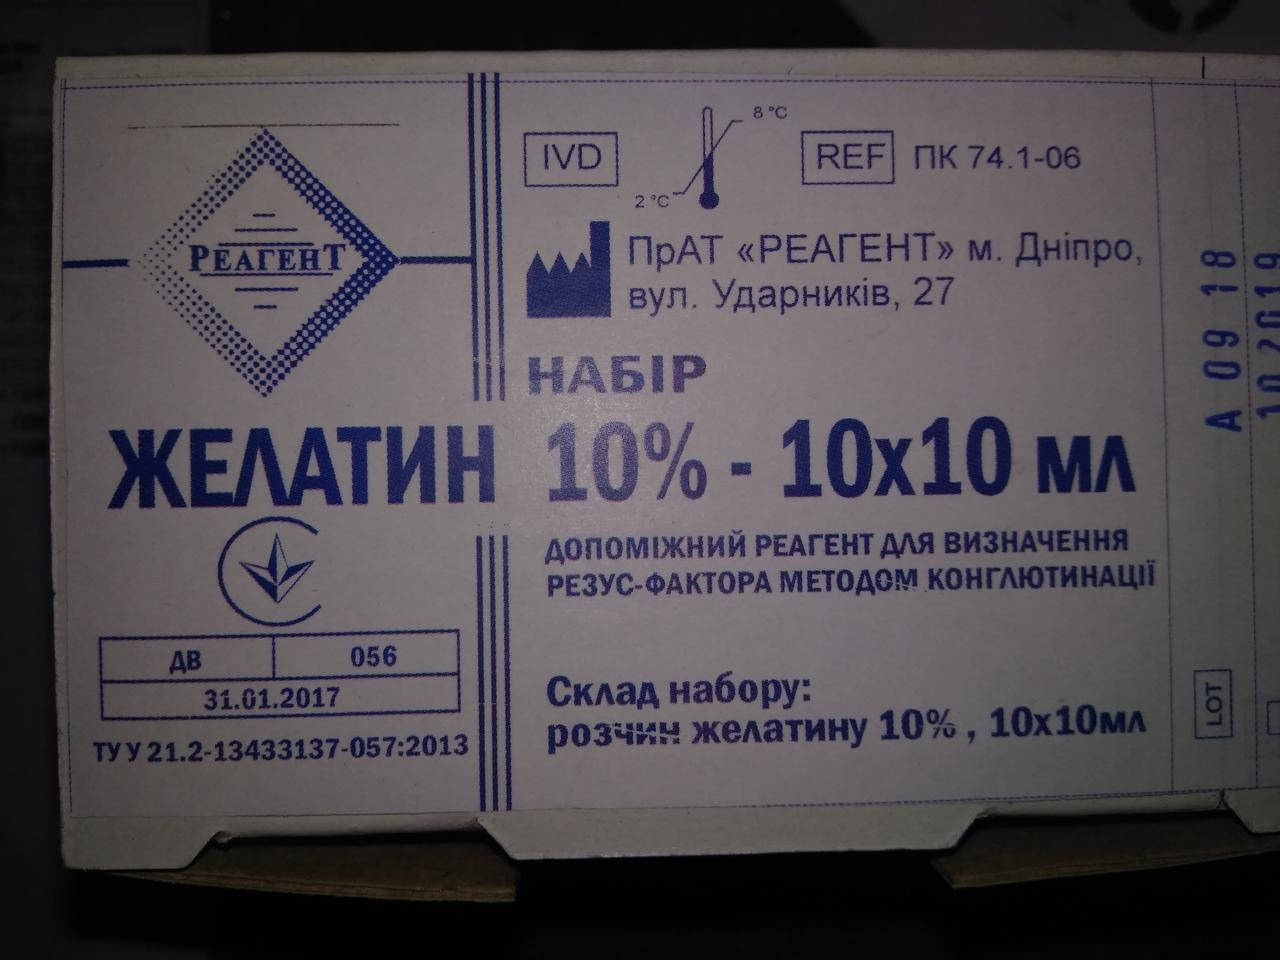 РЕАГЕНТ
ЖЕЛАТИН
ДВ 056
31.01.2017
ТУ У 21.2-13433137-057:2013
IVD
8 °C
2 °C
REF ПК 74.1-06
ПрАТ «РЕАГЕНТ» м. Дніпро,
вул. Ударників, 27
НАБІР
10% - 10х10 мл
ДОПОМІЖНИЙ РЕАГЕНТ ДЛЯ ВИЗНАЧЕННЯ
РЕЗУС-ФАКТОРА МЕТОДОМ КОНГЛЮТИНАЦІЇ
Склад набору:
розчин желатину 10% , 10х10мл
LOT
А 09 18
10 2019